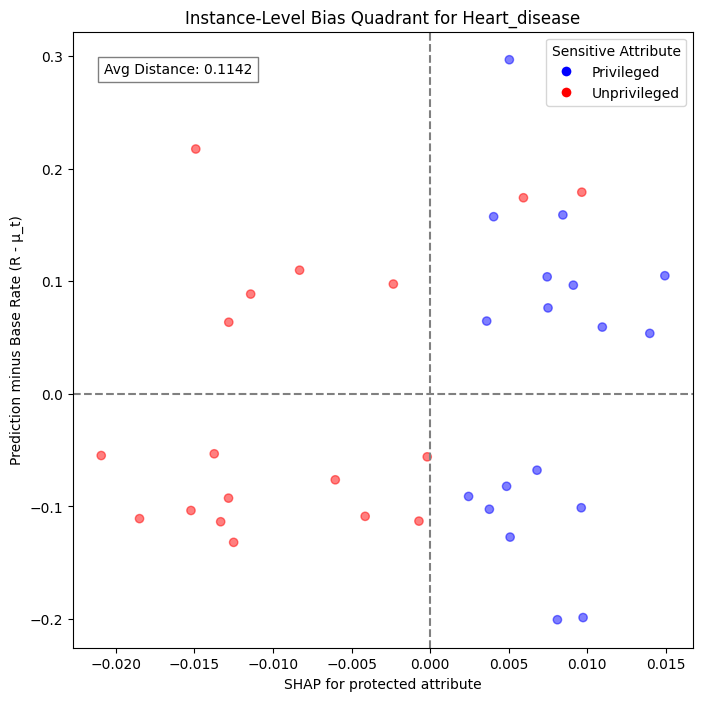 Instance-Level Bias Quadrant for Heart_disease
Avg Distance: 0.1142
Sensitive Attribute
Privileged
Unprivileged
Prediction minus Base Rate (R - μ_t)
0.3
0.2
0.1
0.0
−0.1
−0.2
−0.020
−0.015
−0.010
−0.005
0.000
0.005
0.010
0.015
SHAP for protected attribute